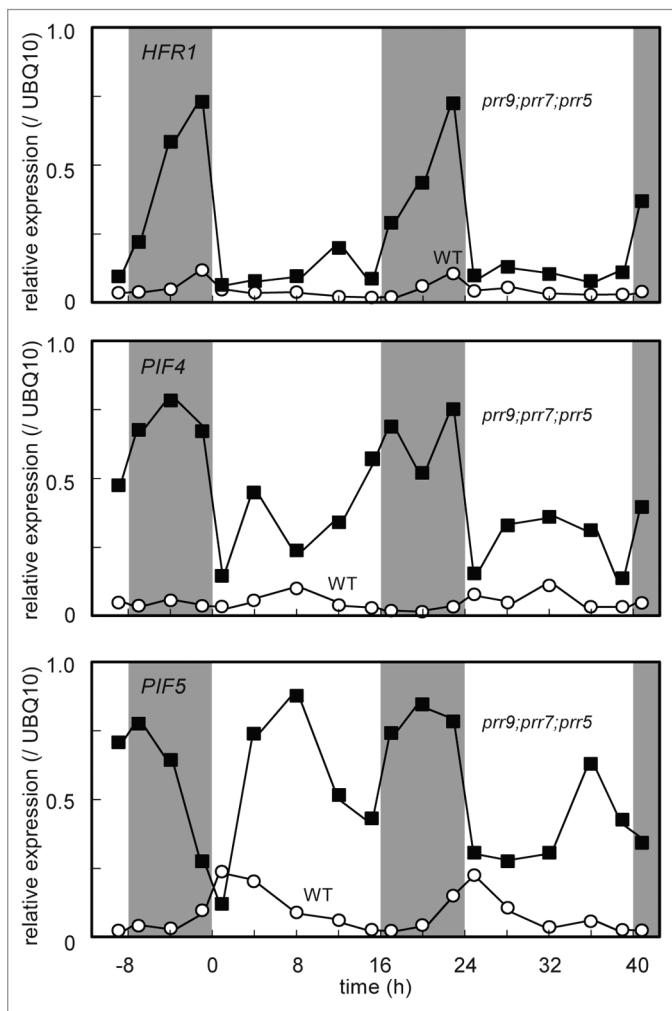 relative expression (/ UBQ10)
1.0
0.5
0
HFR1
prr9;prr7;prr5
WT
relative expression (/ UBQ10)
1.0
0.5
0
PIF4
prr9;prr7;prr5
WT
relative expression (/ UBQ10)
1.0
0.5
0
PIF5
prr9;prr7;prr5
WT
-8 0 8 16 24 32 40
time (h)